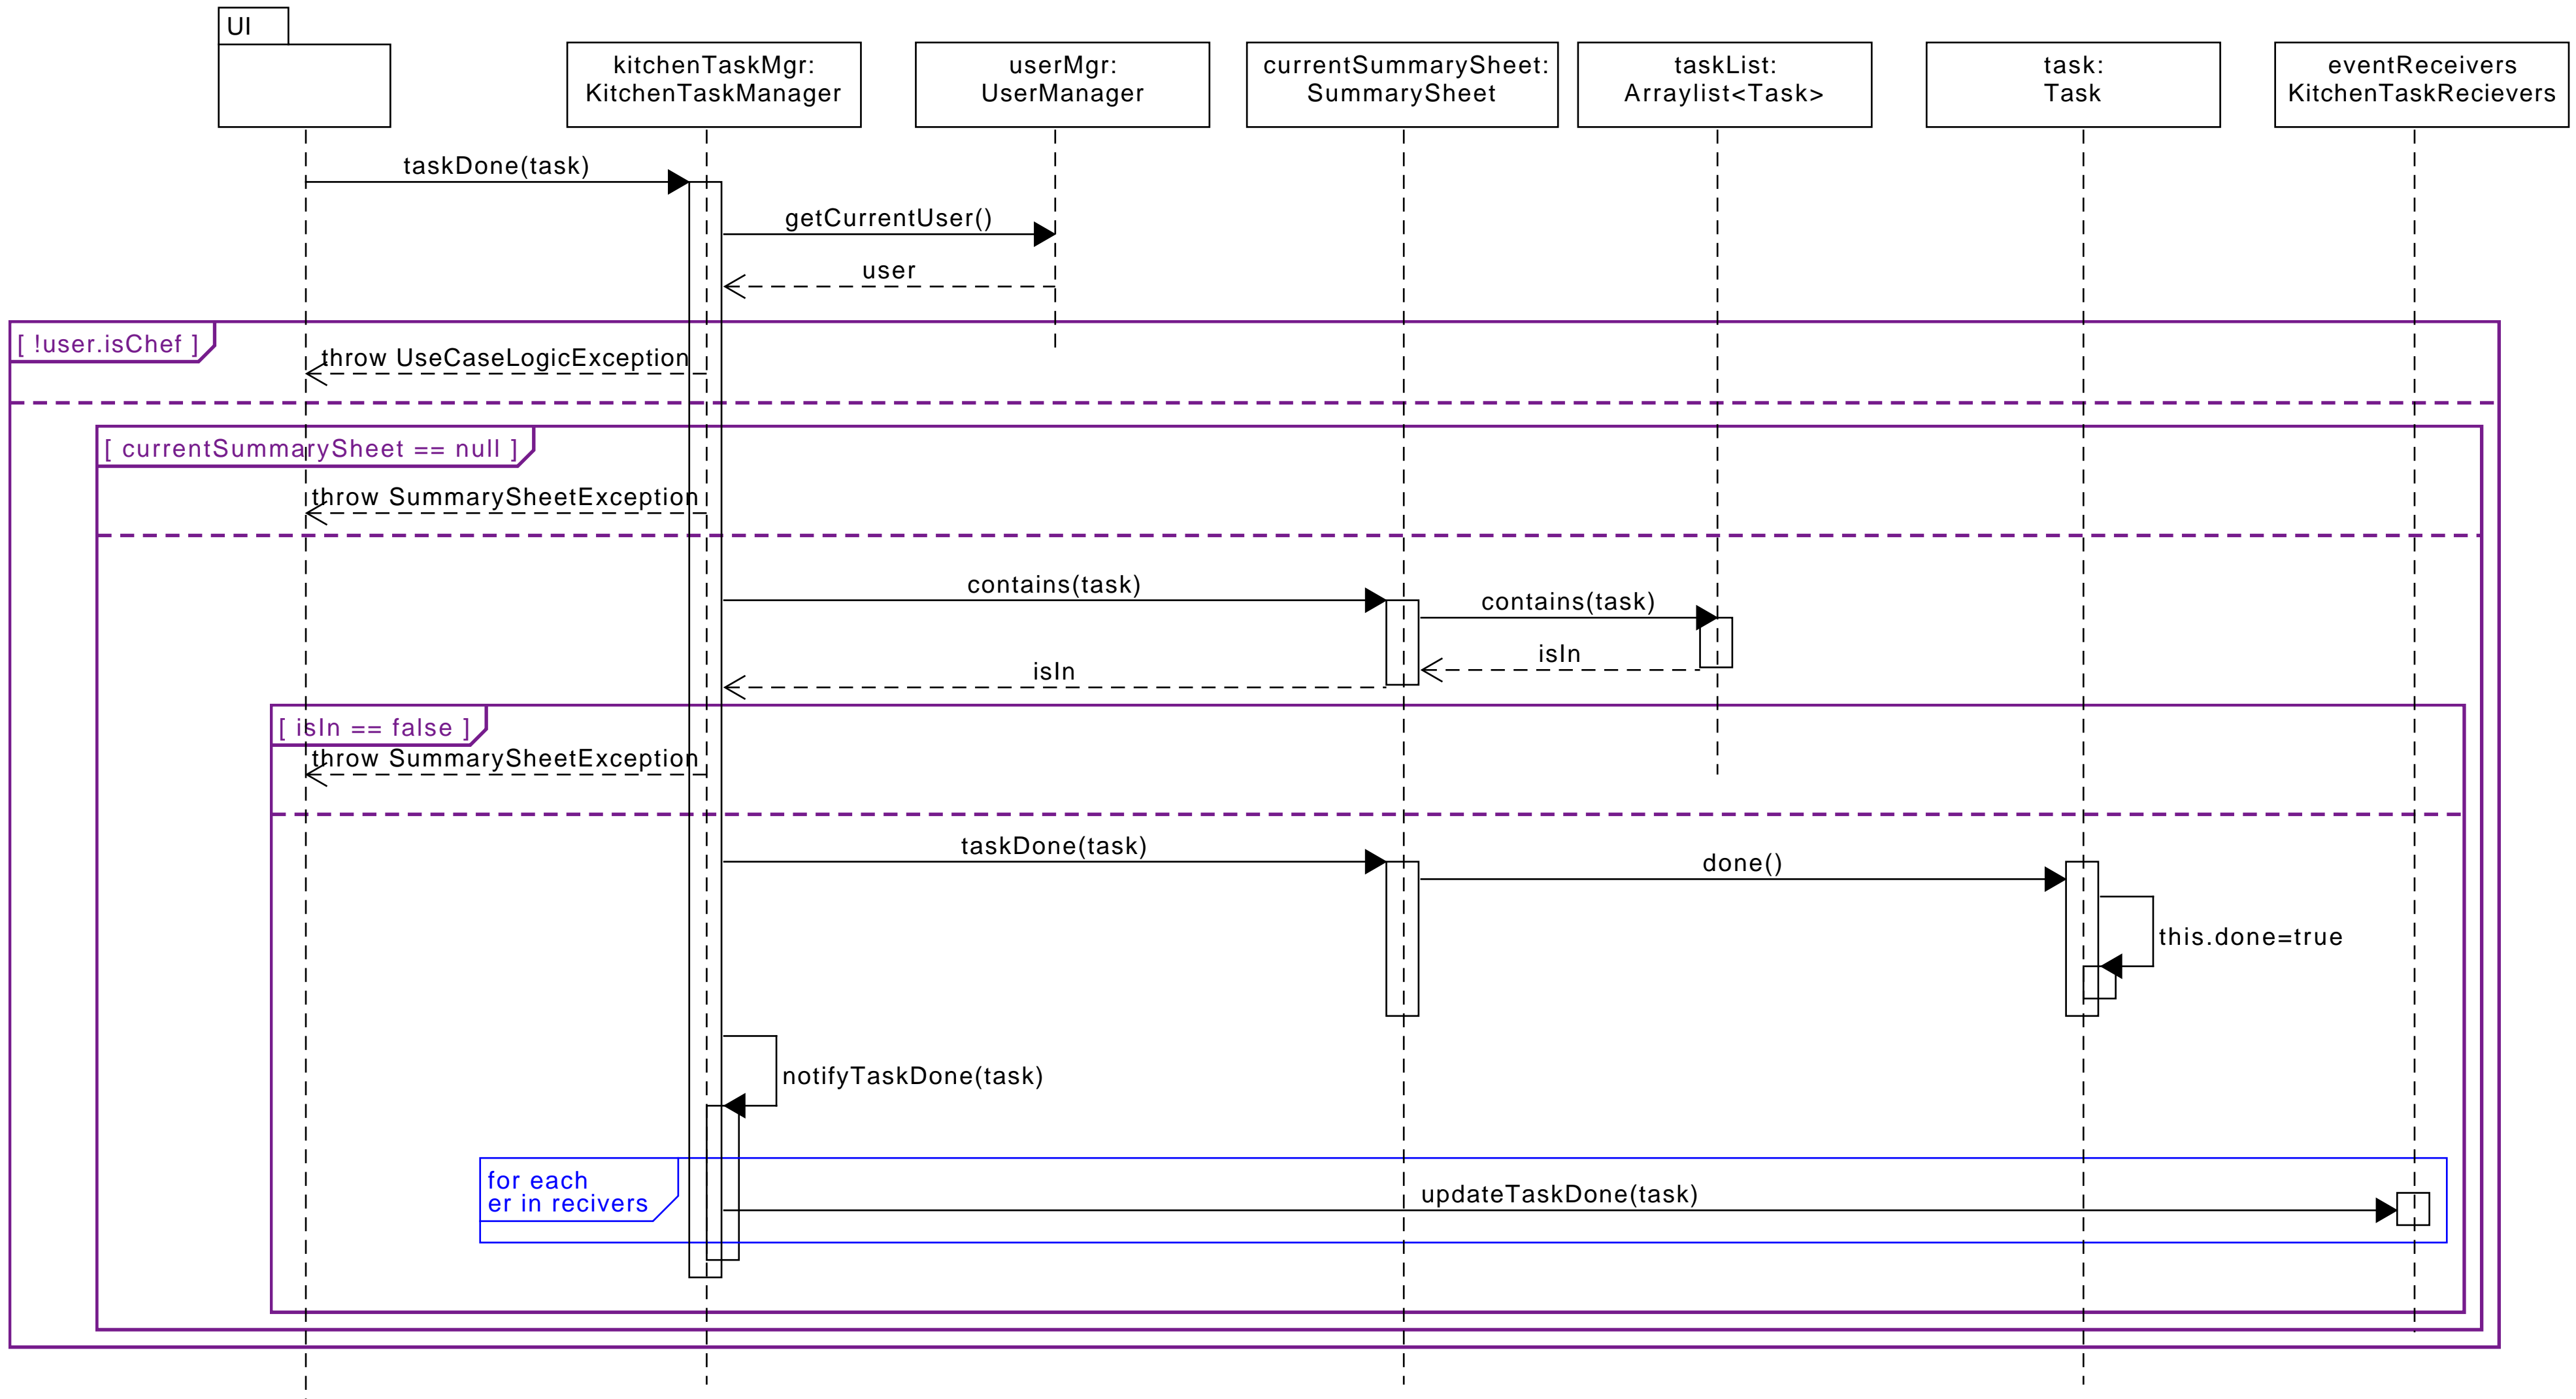 UI
kitchenTaskMgr:
KitchenTaskManager
userMgr:
UserManager
currentSummarySheet:
SummarySheet
taskList:
Arraylist<Task>
task:
Task
eventReceivers
KitchenTaskRecievers
taskDone(task)
getCurrentUser()
user
[ !user.isChef ]
throw UseCaseLogicException
[ currentSummarySheet == null ]
throw SummarySheetException
contains(task)
contains(task)
isIn
isIn
[ isIn == false ]
throw SummarySheetException
taskDone(task)
done()
this.done=true
notifyTaskDone(task)
for each
er in recivers
updateTaskDone(task)